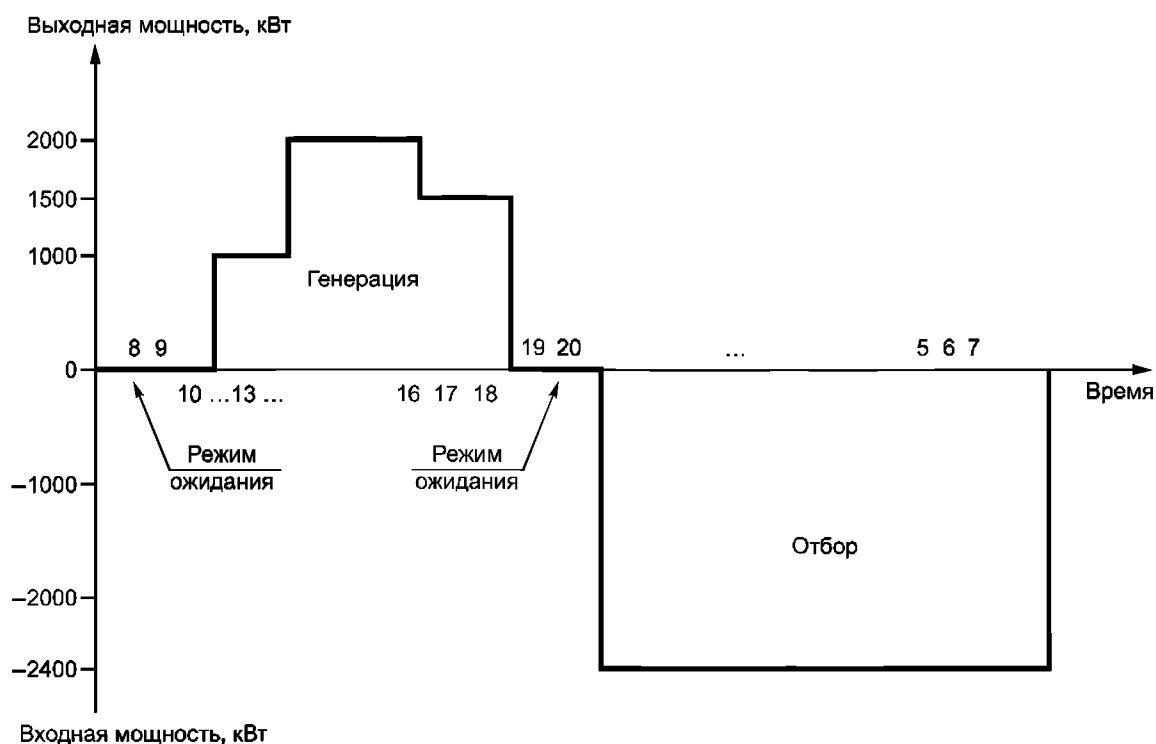 Выходная мощность, кВт
2000
1500
1000
Генерация
8 9
19 20
...
5 6 7
0
10 ...13 ...
16 17 18
Время
Режим
ожидания
Режим
ожидания
–1000
Отбор
–2000
–2400
Входная мощность, кВт